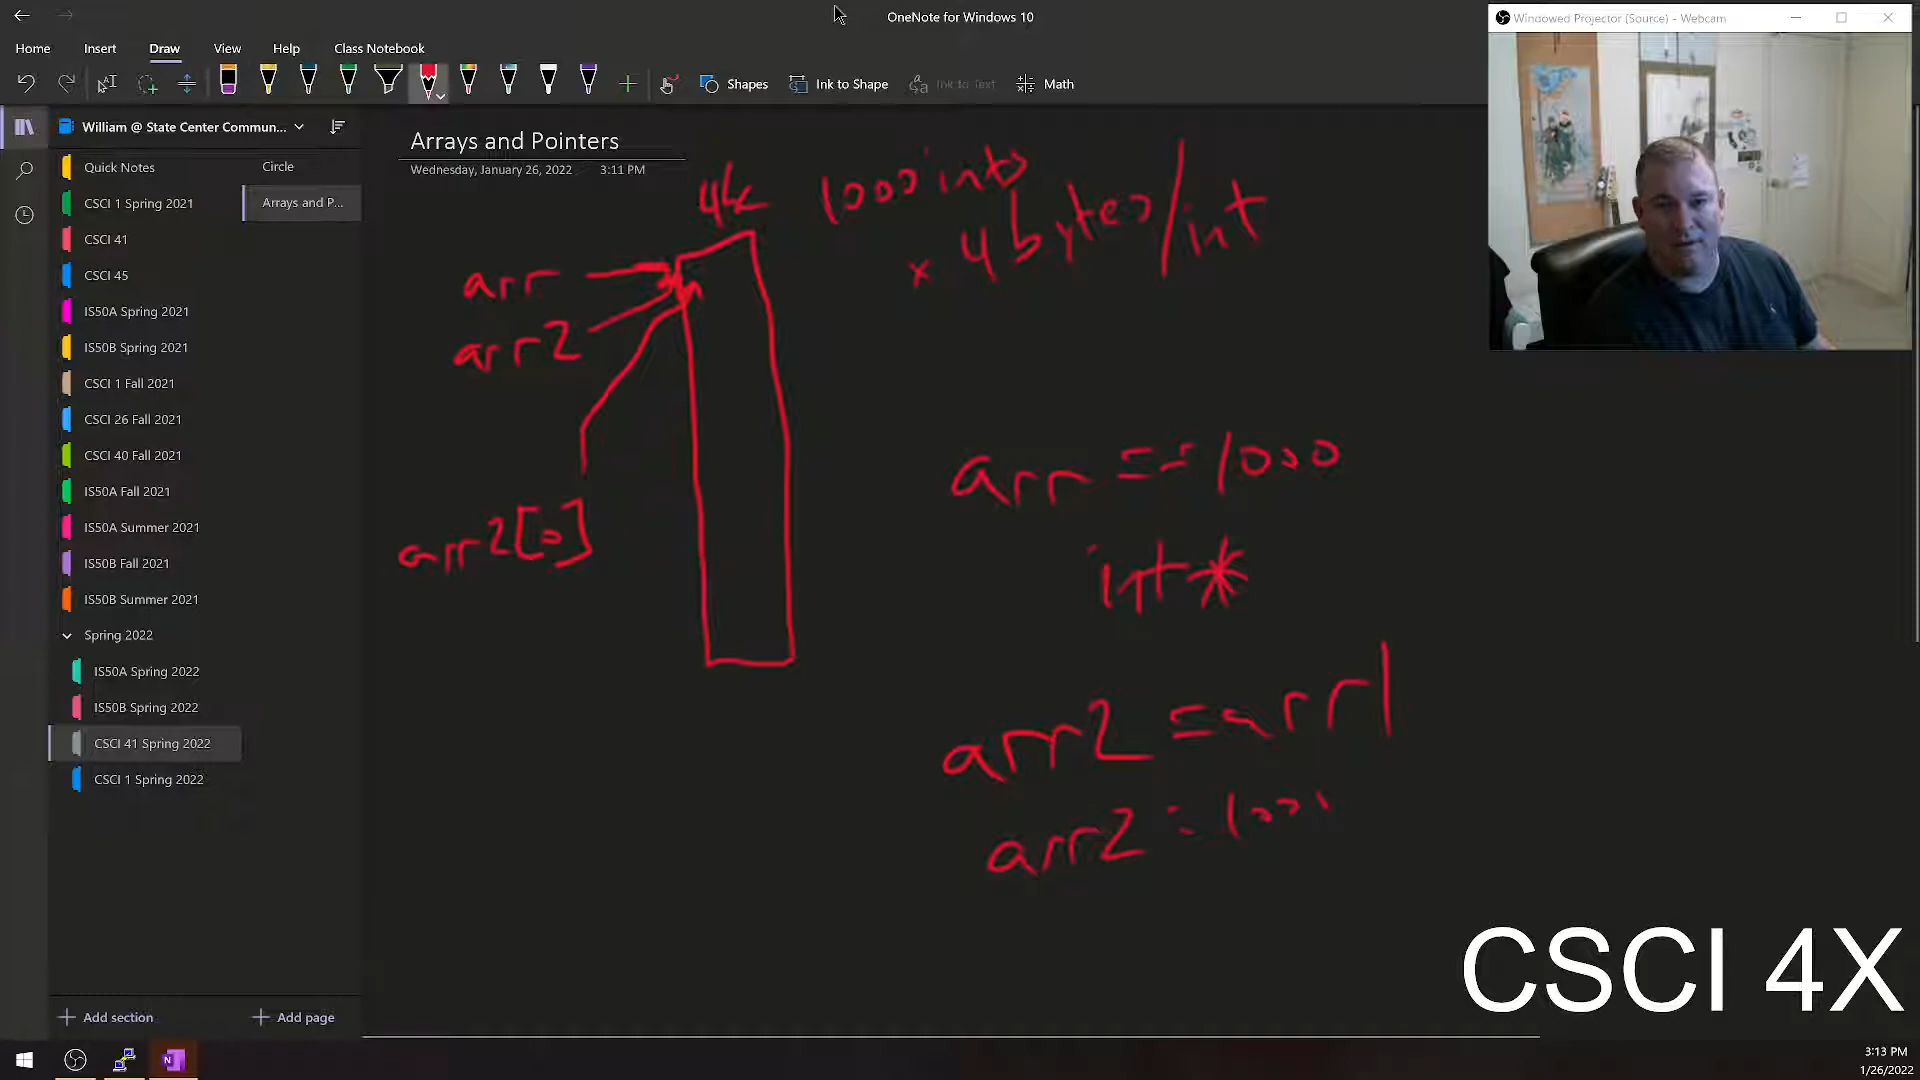 OneNote for Windows 10
Windowed Projector (Source) - Webcam
Home
Insert
Draw
View
Help
Class Notebook
Shapes
Ink to Shape
Ink to Text
Math
William @ State Center Commun...
Quick Notes
CSCI 1 Spring 2021
CSCI 41
CSCI 45
IS50A Spring 2021
IS50B Spring 2021
CSCI 1 Fall 2021
CSCI 26 Fall 2021
CSCI 40 Fall 2021
IS50A Fall 2021
IS50A Summer 2021
IS50B Fall 2021
IS50B Summer 2021
Spring 2022
IS50A Spring 2022
IS50B Spring 2022
CSCI 41 Spring 2022
CSCI 1 Spring 2022
Add section
Circle
Arrays and P...
Add page
Arrays and Pointers
Wednesday, January 26, 2022 3:11 PM
4k
1000 ints
x 4 bytes/int
arr
arr2
arr2[0]
arr == 1000
int*
arr2 = arr1
arr2 = 1000
CSCI 4X
3:13 PM
1/26/2022